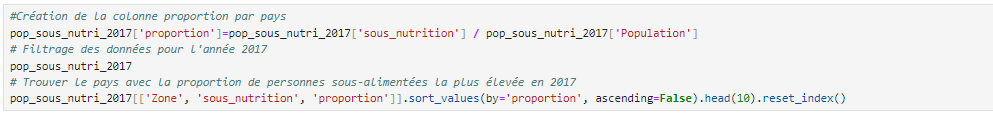 #Création de la colonne proportion par pays
pop_sous_nutri_2017['proportion']=pop_sous_nutri_2017['sous_nutrition'] / pop_sous_nutri_2017['Population']
# Filtrage des données pour l'année 2017
pop_sous_nutri_2017
# Trouver le pays avec la proportion de personnes sous-alimentées la plus élevée en 2017
pop_sous_nutri_2017[['Zone', 'sous_nutrition', 'proportion']].sort_values(by='proportion', ascending=False).head(10).reset_index()